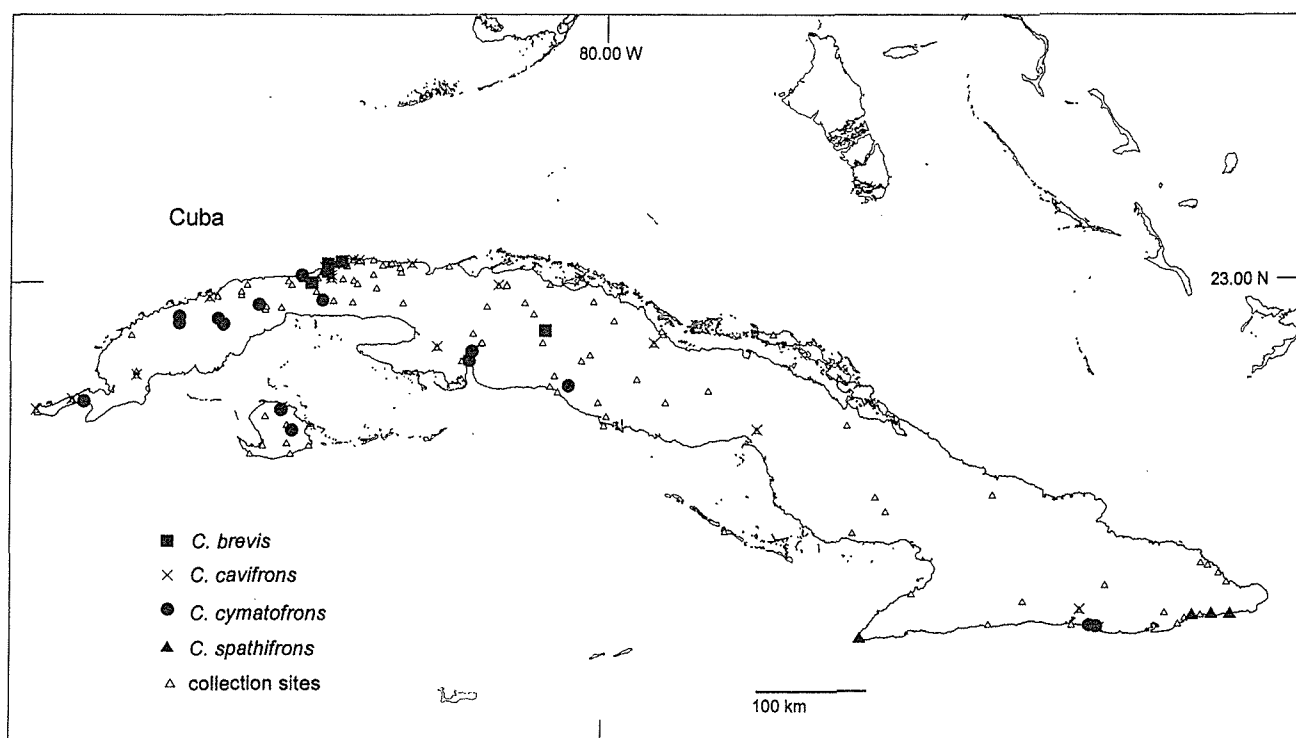 80.00 W
Cuba
23.00 N
C. brevis
C. cavifrons
C. cymatofrons
C. spathifrons
collection sites
100 km